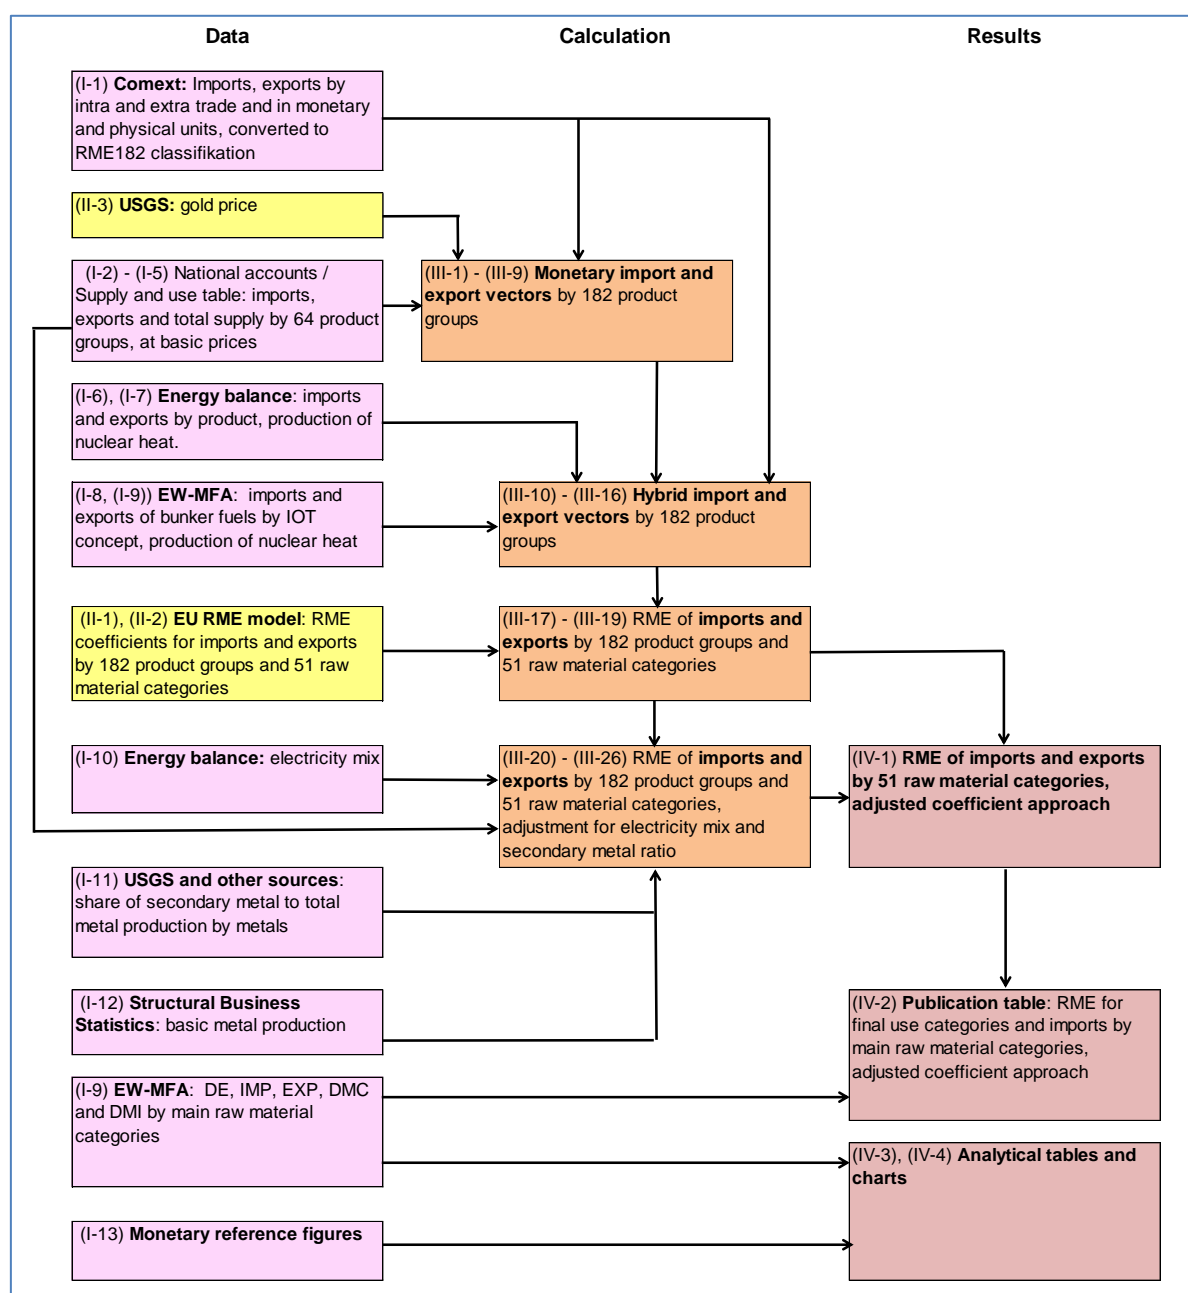 Data
Calculation
Results
(I-1) Comext: Imports, exports by
intra and extra trade and in monetary
and physical units, converted to
RME182 classifikation
(II-3) USGS: gold price
(I-2) - (I-5) National accounts /
Supply and use table: imports,
exports and total supply by 64 product
groups, at basic prices
(III-1) - (III-9) Monetary import and
export vectors by 182 product
groups
(I-6), (I-7) Energy balance: imports
and exports by product, production of
nuclear heat.
(I-8, (I-9)) EW-MFA: imports and
exports of bunker fuels by IOT
concept, production of nuclear heat
(III-10) - (III-16) Hybrid import and
export vectors by 182 product
groups
(II-1), (II-2) EU RME model: RME
coefficients for imports and exports
by 182 product groups and 51 raw
material categories
(III-17) - (III-19) RME of imports and
exports by 182 product groups and
51 raw material categories
(I-10) Energy balance: electricity mix
(III-20) - (III-26) RME of imports and
exports by 182 product groups and
51 raw material categories,
adjustment for electricity mix and
secondary metal ratio
(IV-1) RME of imports and exports
by 51 raw material categories,
adjusted coefficient approach
(I-11) USGS and other sources:
share of secondary metal to total
metal production by metals
(I-12) Structural Business
Statistics: basic metal production
(IV-2) Publication table: RME for
final use categories and imports by
main raw material categories,
adjusted coefficient approach
(I-9) EW-MFA: DE, IMP, EXP, DMC
and DMI by main raw material
categories
(IV-3), (IV-4) Analytical tables and
charts
(I-13) Monetary reference figures